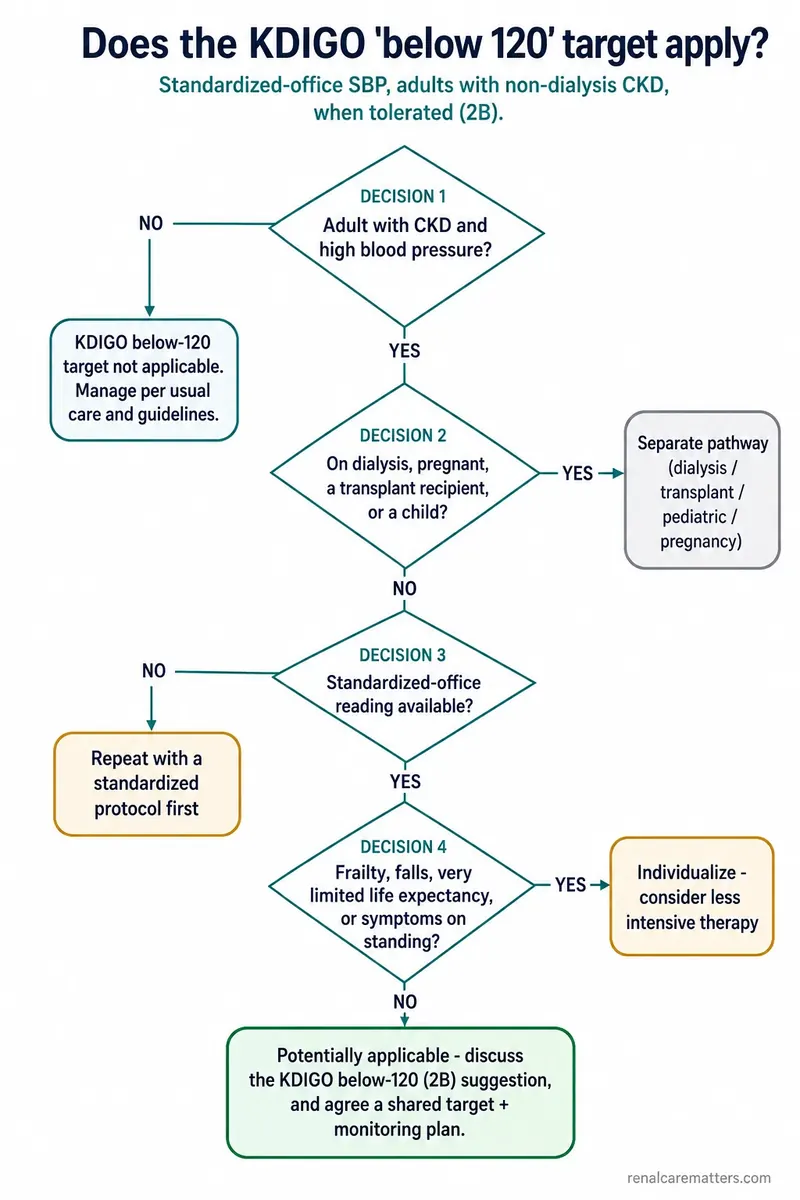 Does the KDIGO 'below 120' target apply?
Standardized-office SBP, adults with non-dialysis CKD,
when tolerated (2B).
DECISION 1
Adult with CKD and
high blood pressure?
NO
KDIGO below-120
target not applicable.
Manage per usual
care and guidelines.
YES
DECISION 2
On dialysis, pregnant,
a transplant recipient,
or a child?
YES
Separate pathway
(dialysis /
transplant /
pediatric /
pregnancy)
NO
DECISION 3
Standardized-office
reading available?
NO
Repeat with a
standardized
protocol first
YES
DECISION 4
Frailty, falls, very
limited life expectancy,
or symptoms on
standing?
YES
Individualize -
consider less
intensive therapy
NO
Potentially applicable - discuss
the KDIGO below-120 (2B) suggestion,
and agree a shared target +
monitoring plan.
renalcarematters.com